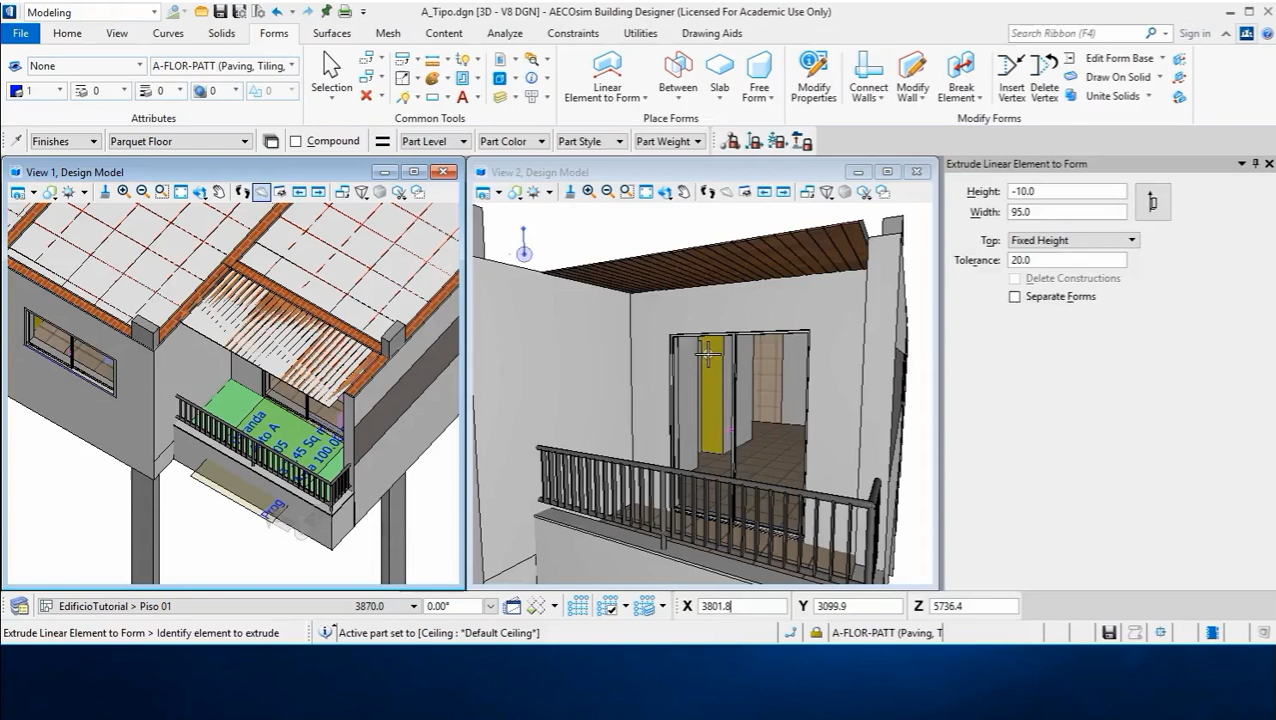 Modeling
A_Tipo.dgn [3D - V8 DGN] - AECOsim Building Designer (Licensed For Academic Use Only)
File
Home
View
Curves
Solids
Forms
Surfaces
Mesh
Content
Analyze
Constraints
Utilities
Drawing Aids
Search Ribbon (F4)
Sign in
None
A-FLOR-PATT (Paving, Tiling,
1
0
0
0
0
Attributes
Selection
Common Tools
Linear
Element to Form
Between
Slab
Free
Form
Place Forms
Modify
Properties
Connect
Walls
Modify
Wall
Break
Element
Insert
Vertex
Delete
Vertex
Edit Form Base
Draw On Solid
Unite Solids
Modify Forms
Finishes
Parquet Floor
Compound
Part Level
Part Color
Part Style
Part Weight
View 1, Design Model
View 2, Design Model
Extrude Linear Element to Form
Height: -10.0
Width: 95.0
Top: Fixed Height
Tolerance: 20.0
Delete Constructions
Separate Forms
anda
to A
05
45 Sq m
a 100.05
Prog
EdificioTutorial > Piso 01
3870.0
0.00°
X 3801.8
Y 3099.9
Z 5736.4
Extrude Linear Element to Form > Identify element to extrude
Active part set to [Ceiling : *Default Ceiling*]
A-FLOR-PATT (Paving, T